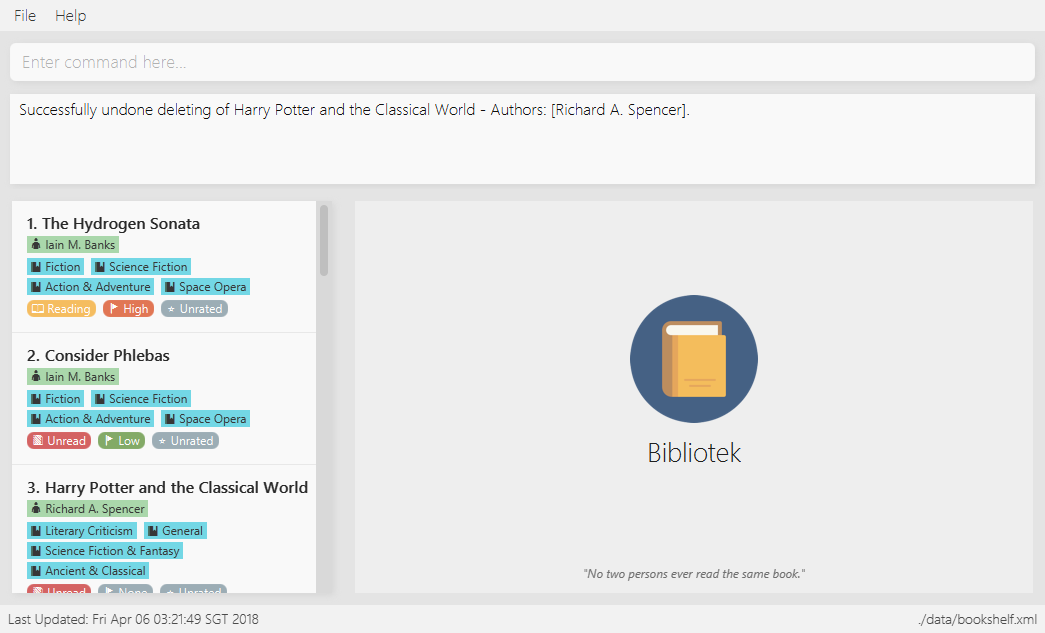 File Help
Enter command here...
Successfully undone deleting of Harry Potter and the Classical World - Authors: [Richard A. Spencer].
1. The Hydrogen Sonata
Iain M. Banks
Fiction Science Fiction
Action & Adventure Space Opera
Reading High Unrated
2. Consider Phlebas
Iain M. Banks
Fiction Science Fiction
Action & Adventure Space Opera
Unread Low Unrated
3. Harry Potter and the Classical World
Richard A. Spencer
Literary Criticism General
Science Fiction & Fantasy
Ancient & Classical
Unread None Unrated
Bibliotek
"No two persons ever read the same book."
Last Updated: Fri Apr 06 03:21:49 SGT 2018
./data/bookshelf.xml